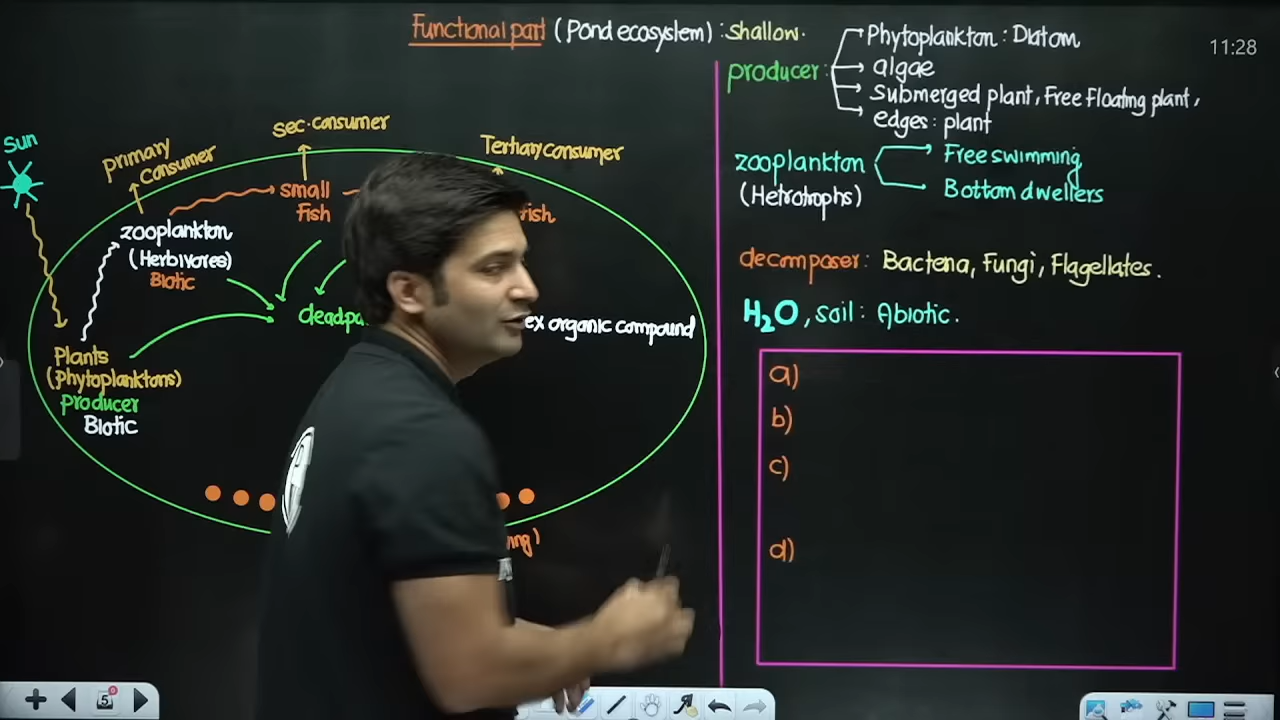 Functional part (Pond ecosystem) : shallow.
11:28
Sun
primary consumer
sec. consumer
Tertiary consumer
small
Fish
zooplankton
(Herbivores)
Biotic
ex organic compound
Plants
(phytoplanktons)
producer
Biotic
producer :
Phytoplankton : Diatom
algae
submerged plant, Free Floating plant,
edges : plant
zooplankton
(Hetrotrophs)
Free swimming
Bottom dwellers
decomposer : Bacteria, Fungi, Flagellates.
H₂O, soil : Abiotic.
a)
b)
c)
d)
5